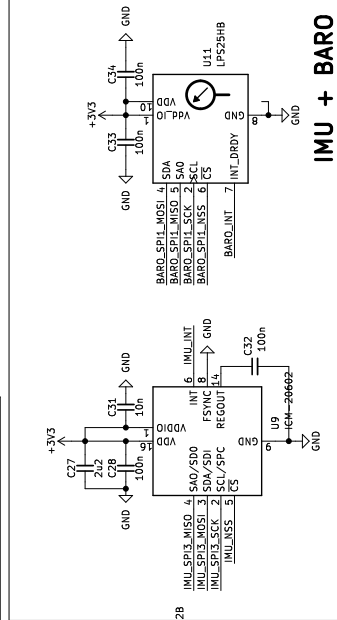 IMU + BARO
GND
C34
100n
+3V3
C33
100n
GND
U11
LPS25HB
10
VDD
1
Vdd_IO
GND
8
GND
SDA
SA0
SCL
CS
INT_DRDY
4
5
2
6
7
BARO_SPI1_MOSI
BARO_SPI1_MISO
BARO_SPI1_SCK
BARO_SPI1_NSS
BARO_INT
GND
C31
10n
+3V3
C27
2u2
C28
100n
GND
1
VDDIO
16
VDD
INT
FSYNC
REGOUT
6
8
14
IMU_INT
GND
C32
100n
U9
ICM-20602
GND
9
GND
SA0/SDO
SDA/SDI
SCL/SPC
CS
4
3
2
5
IMU_SPI3_MISO
IMU_SPI3_MOSI
IMU_SPI3_SCK
IMU_NSS
2B